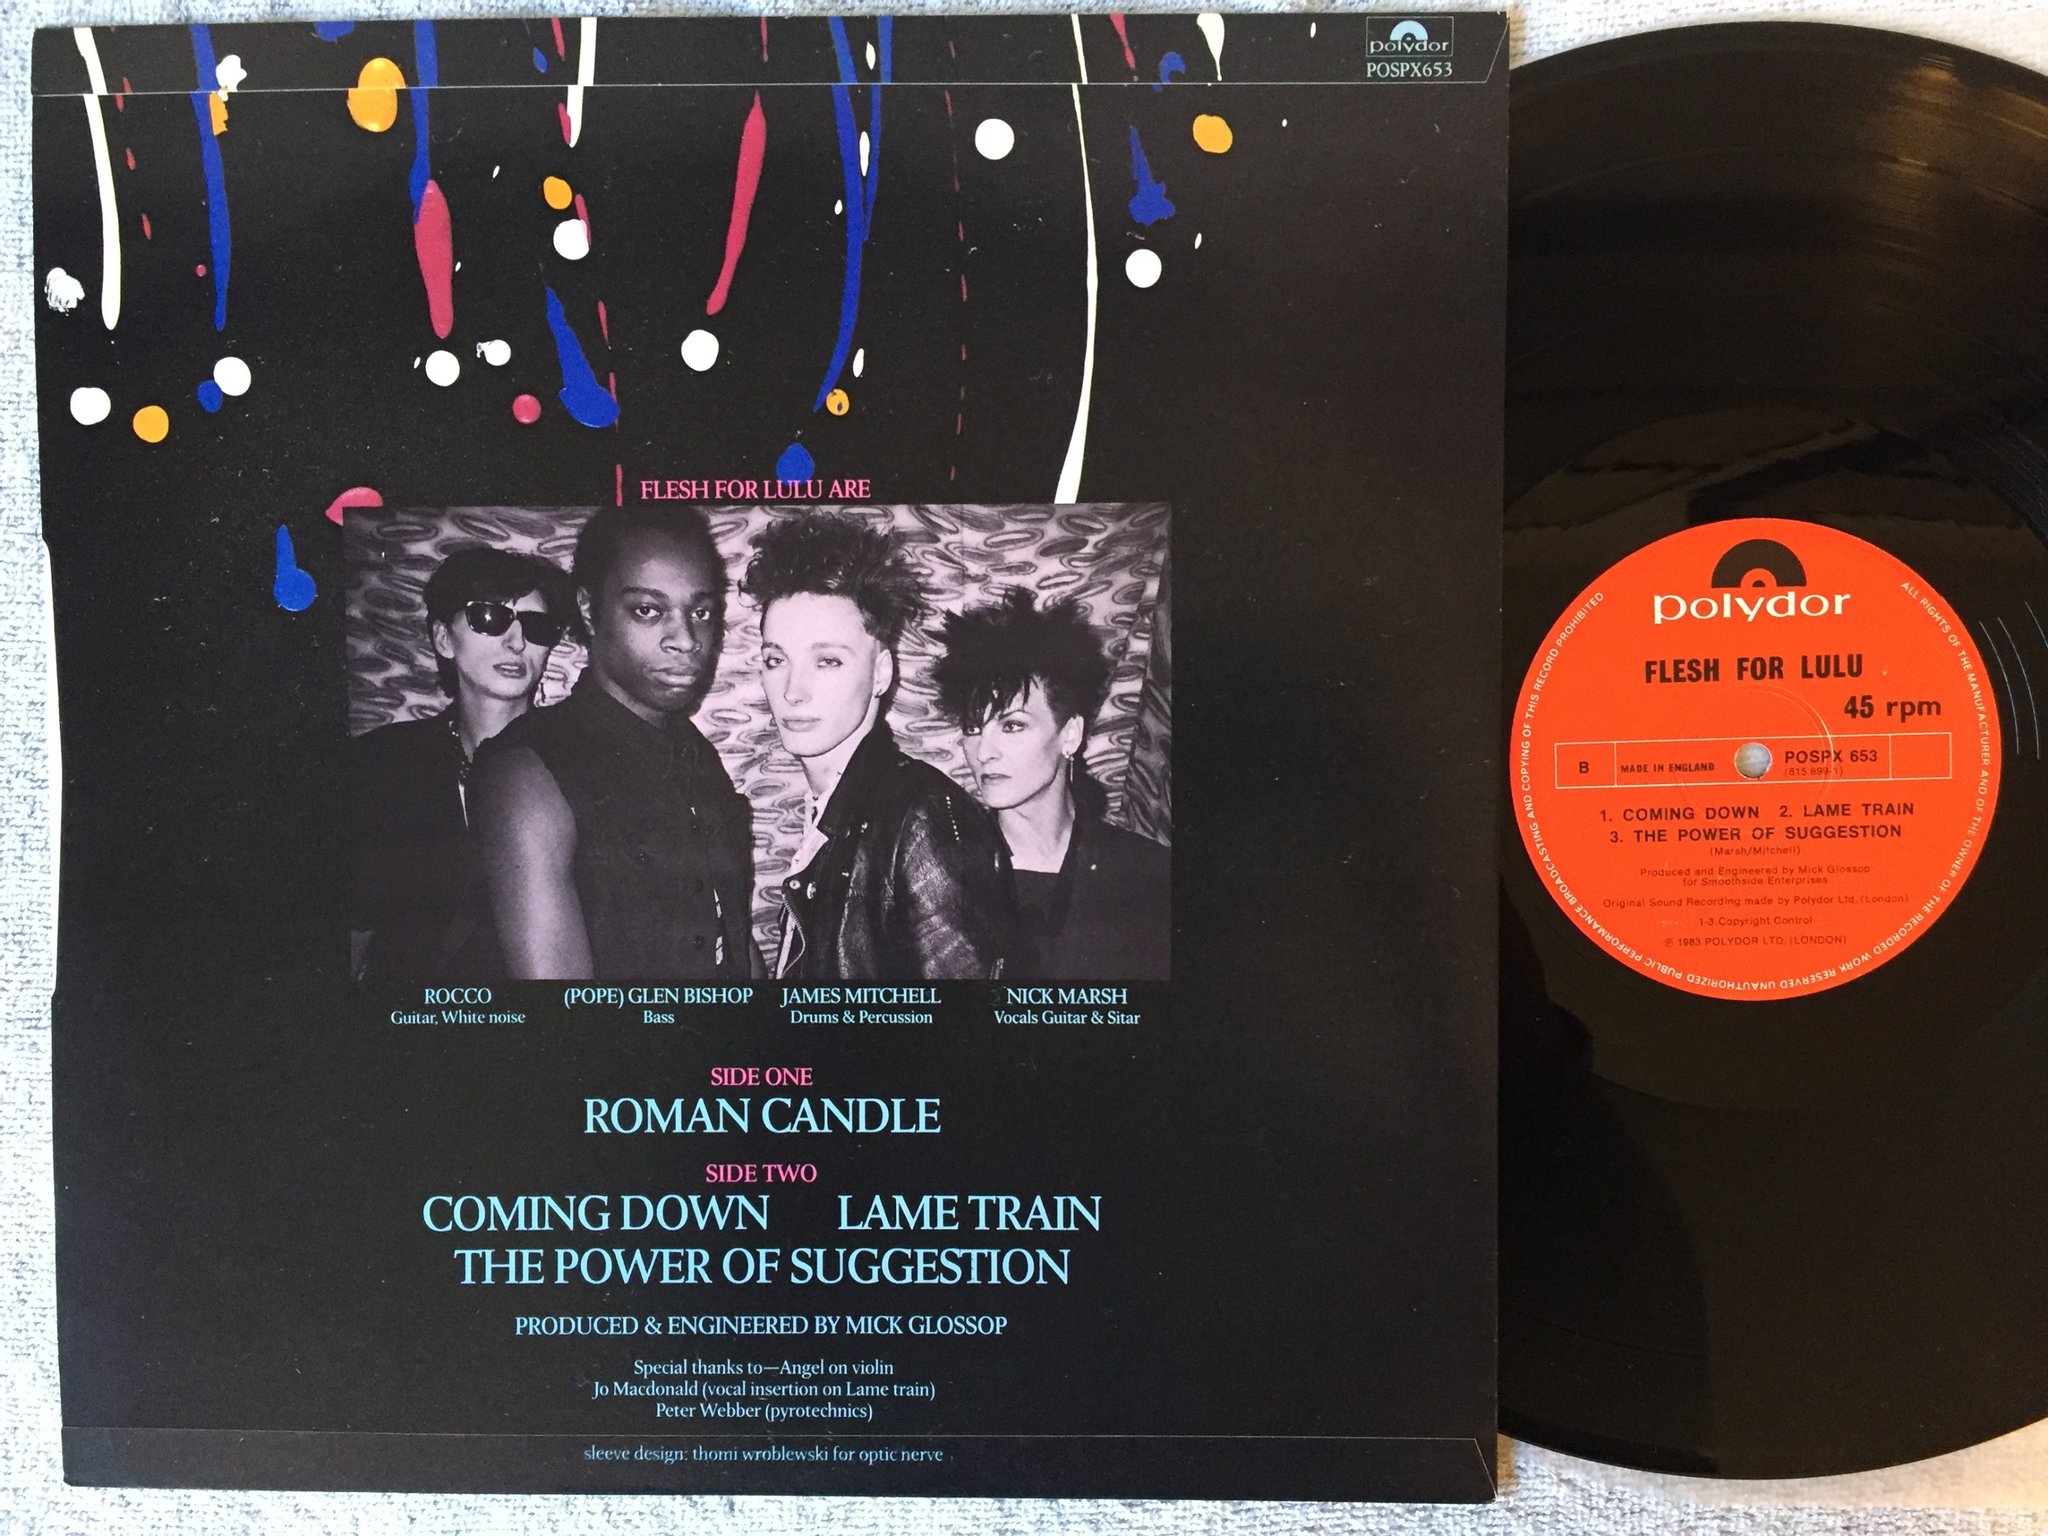 polydor
POSPX653
FLESH FOR LULU ARE
ROCCO
Guitar, White noise
(POPE) GLEN BISHOP
Bass
JAMES MITCHELL
Drums & Percussion
NICK MARSH
Vocals Guitar & Sitar
SIDE ONE
ROMAN CANDLE
SIDE TWO
COMING DOWN LAME TRAIN
THE POWER OF SUGGESTION
PRODUCED & ENGINEERED BY MICK GLOSSOP
Special thanks to—Angel on violin
Jo Macdonald (vocal insertion on Lame train)
Peter Webber (pyrotechnics)
sleeve design: thomi wroblewski for optic nerve
polydor
FLESH FOR LULU
45 rpm
B
MADE IN ENGLAND
POSPX 653
(815 699-1)
1. COMING DOWN 2. LAME TRAIN
3. THE POWER OF SUGGESTION
(Marsh/Mitchell)
Produced and Engineered by Mick Glossop
for Smoothside Enterprises
Original Sound Recording made by Polydor Ltd. (London)
1-3.Copyright Control
℗ 1983 POLYDOR LTD. (LONDON)
ALL RIGHTS OF THE MANUFACTURER AND OF THE OWNER OF THE RECORDED WORK RESERVED UNAUTHORIZED PUBLIC PERFORMANCE BROADCASTING AND COPYING OF THIS RECORD PROHIBITED